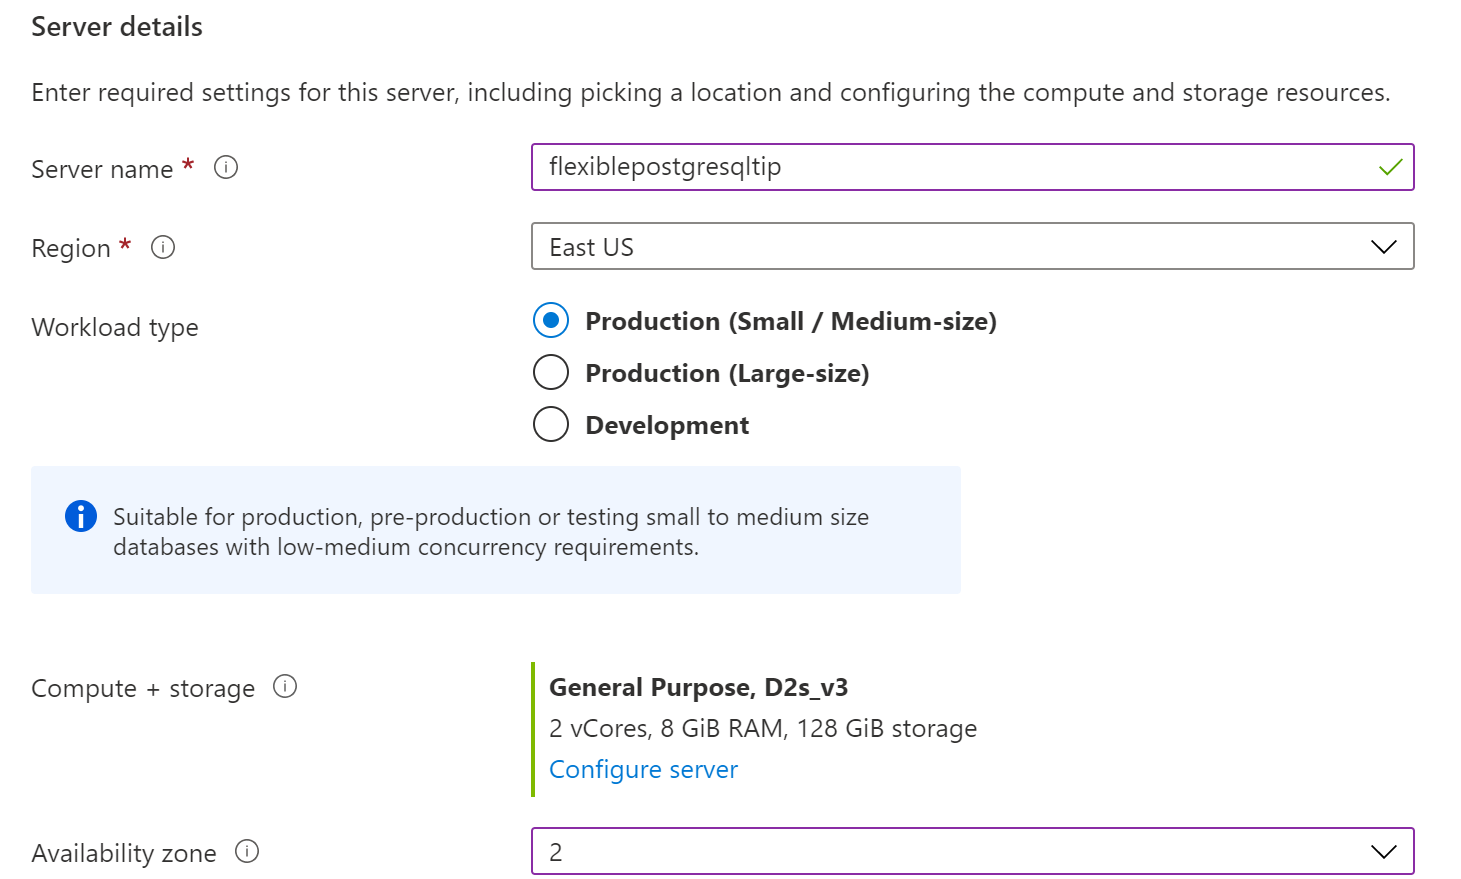 Server details
Enter required settings for this server, including picking a location and configuring the compute and storage resources.
Server name *
flexiblepostgresqltip
Region *
East US
Workload type
Production (Small / Medium-size)
Production (Large-size)
Development
Suitable for production, pre-production or testing small to medium size
databases with low-medium concurrency requirements.
Compute + storage
General Purpose, D2s_v3
2 vCores, 8 GiB RAM, 128 GiB storage
Configure server
Availability zone
2